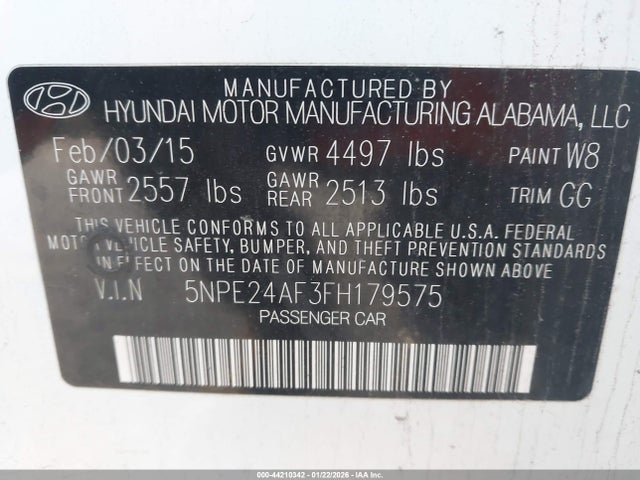 MANUFACTURED BY
HYUNDAI MOTOR MANUFACTURING ALABAMA, LLC
Feb/03/15 GVWR 4497 lbs PAINT W8
GAWR FRONT 2557 lbs GAWR REAR 2513 lbs TRIM GG
THIS VEHICLE CONFORMS TO ALL APPLICABLE U.S.A. FEDERAL
MOTOR VEHICLE SAFETY, BUMPER, AND THEFT PREVENTION STANDARDS
IN EFFECT ON THE DATE OF MANUFACTURE SHOWN ABOVE.
V.I.N 5NPE24AF3FH179575
PASSENGER CAR
000-44210342 - 01/22/2026 - IAAI.COM